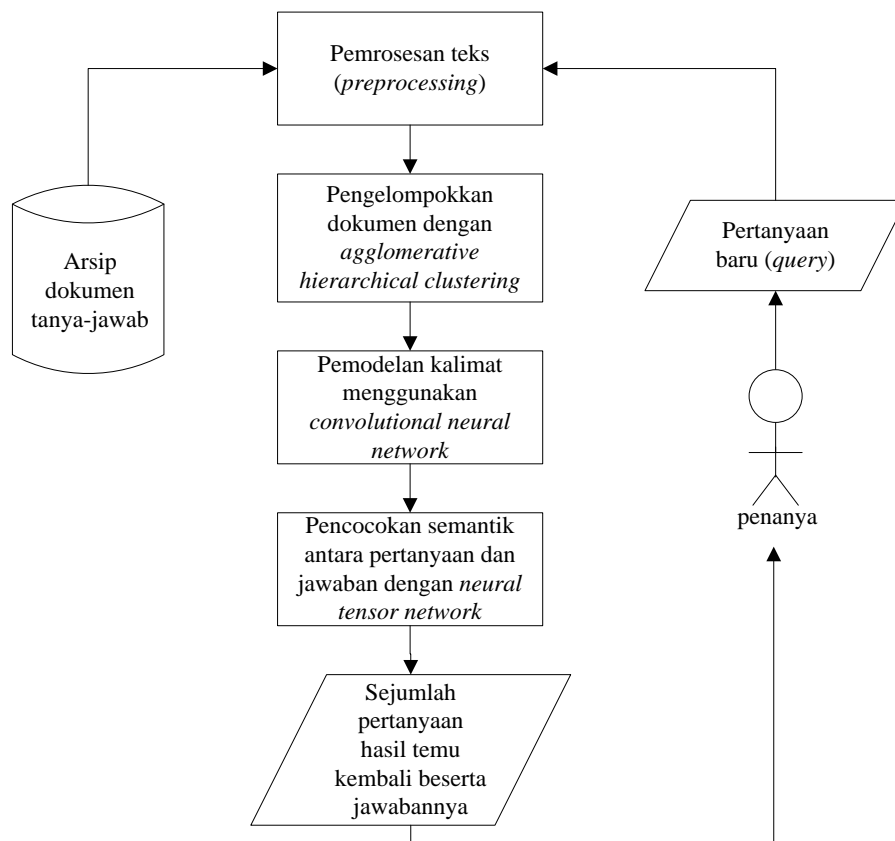 Pemrosesan teks
(preprocessing)
Pengelompokkan
dokumen dengan
agglomerative
hierarchical clustering
Arsip
dokumen
tanya-jawab
Pertanyaan
baru (query)
Pemodelan kalimat
menggunakan
convolutional neural
network
penanya
Pencocokan semantik
antara pertanyaan dan
jawaban dengan neural
tensor network
Sejumlah
pertanyaan
hasil temu
kembali beserta
jawabannya